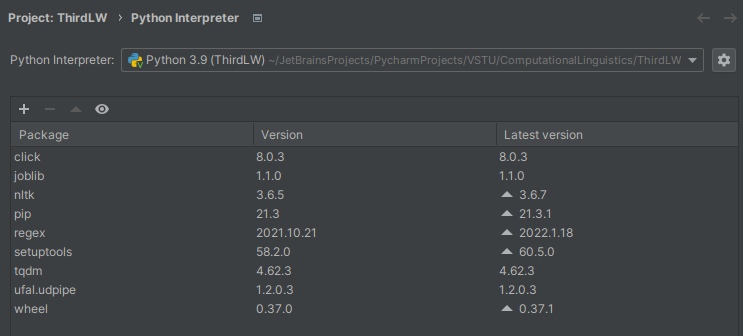 Project: ThirdLW › Python Interpreter
Python Interpreter: Python 3.9 (ThirdLW) ~/JetBrainsProjects/PycharmProjects/VSTU/ComputationalLinguistics/ThirdLW
Package Version Latest version
click 8.0.3 8.0.3
joblib 1.1.0 1.1.0
nltk 3.6.5 3.6.7
pip 21.3 21.3.1
regex 2021.10.21 2022.1.18
setuptools 58.2.0 60.5.0
tqdm 4.62.3 4.62.3
ufal.udpipe 1.2.0.3 1.2.0.3
wheel 0.37.0 0.37.1